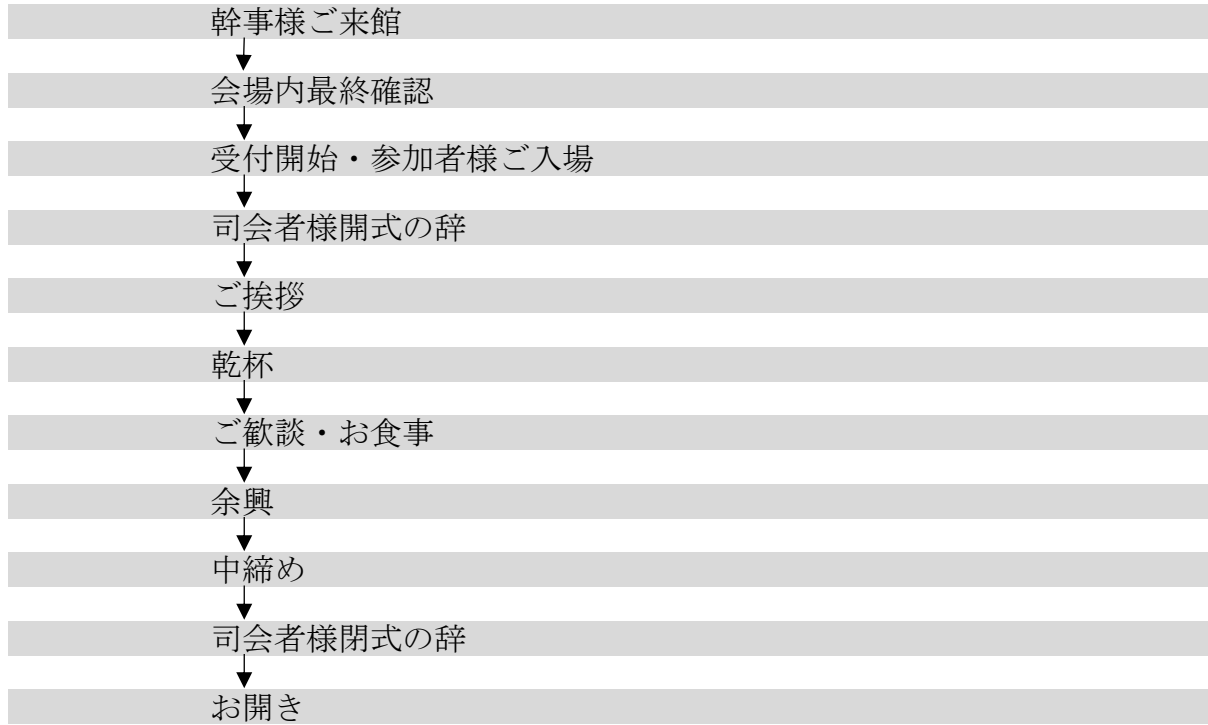 幹事様ご来館
会場内最終確認
受付開始・参加者様ご入場
司会者様開式の辞
ご挨拶
乾杯
ご歓談・お食事
余興
中締め
司会者様閉式の辞
お開き